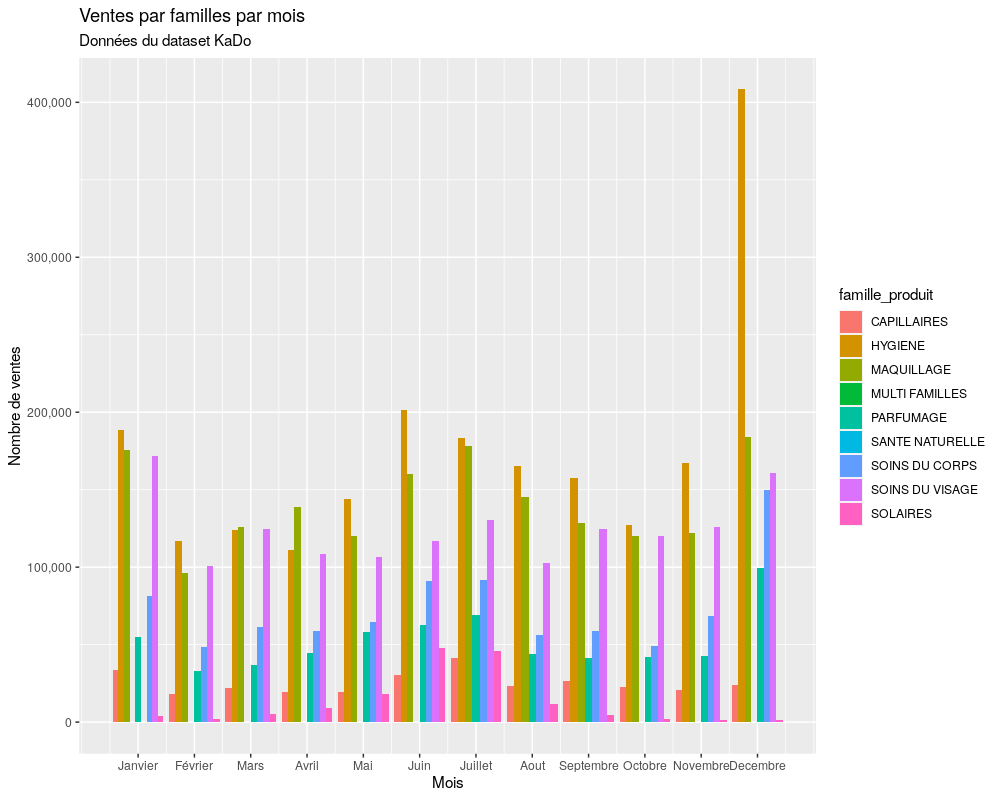 Ventes par familles par mois
Données du dataset KaDo
400,000
300,000
200,000
100,000
0
Nombre de ventes
Janvier Février Mars Avril Mai Juin Juillet Aout Septembre Octobre Novembre Decembre
Mois
famille_produit
CAPILLAIRES
HYGIENE
MAQUILLAGE
MULTI FAMILLES
PARFUMAGE
SANTE NATURELLE
SOINS DU CORPS
SOINS DU VISAGE
SOLAIRES